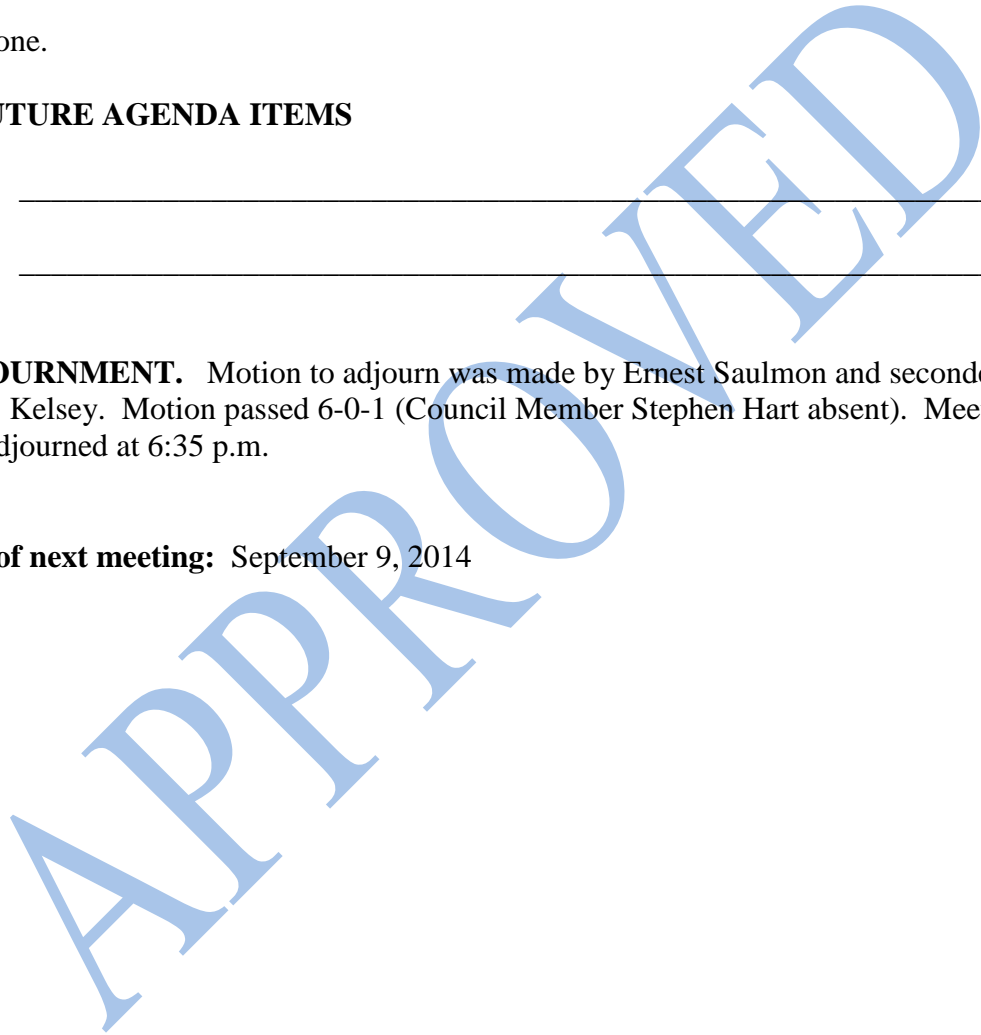 one.
UTURE AGENDA ITEMS
OURNMENT. Motion to adjourn was made by Ernest Saulmon and seconde
Kelsey. Motion passed 6-0-1 (Council Member Stephen Hart absent). Mee
djourned at 6:35 p.m.
of next meeting: September 9, 2014
APPROVED